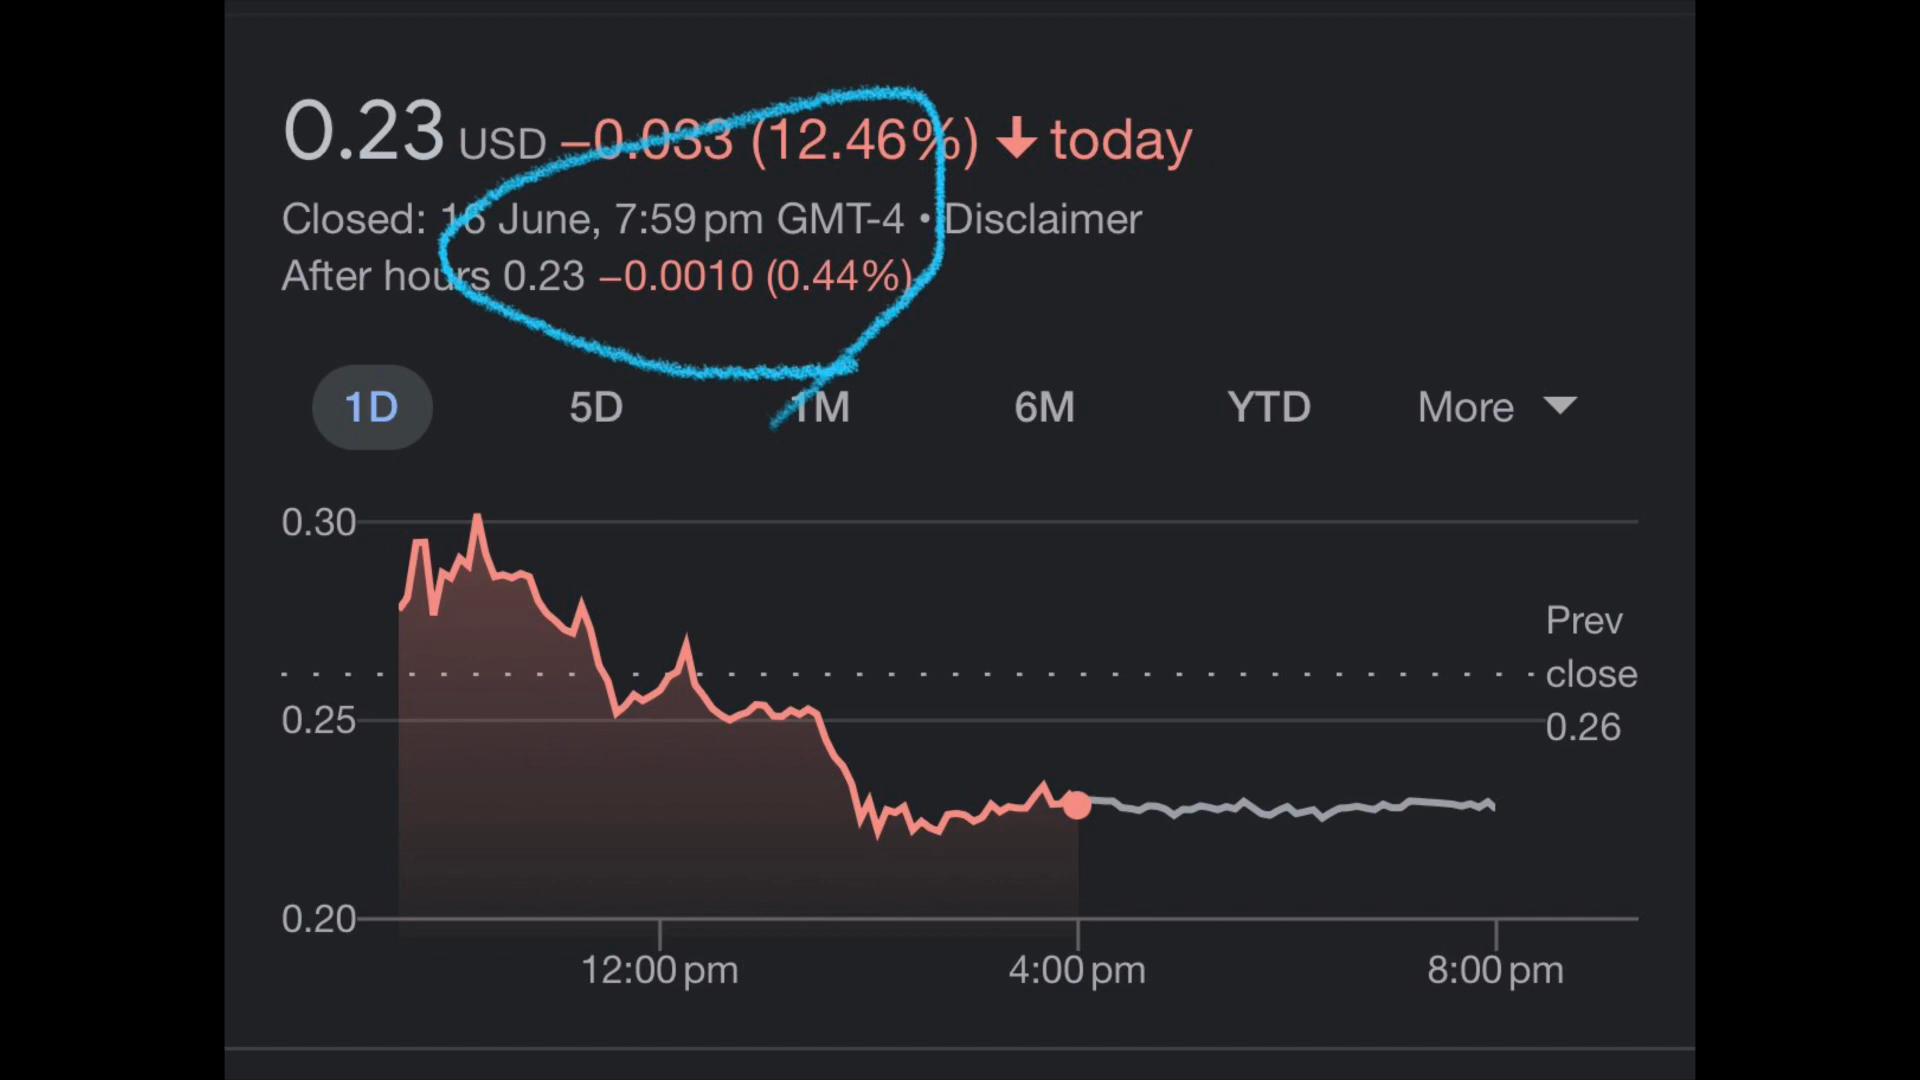 0.23 USD −0.033 (12.46%) ↓ today
Closed: 16 June, 7:59 pm GMT-4 • Disclaimer
After hours 0.23 −0.0010 (0.44%)
1D 5D 1M 6M YTD More
0.30
Prev
close
0.25
0.26
0.20
12:00 pm 4:00 pm 8:00 pm